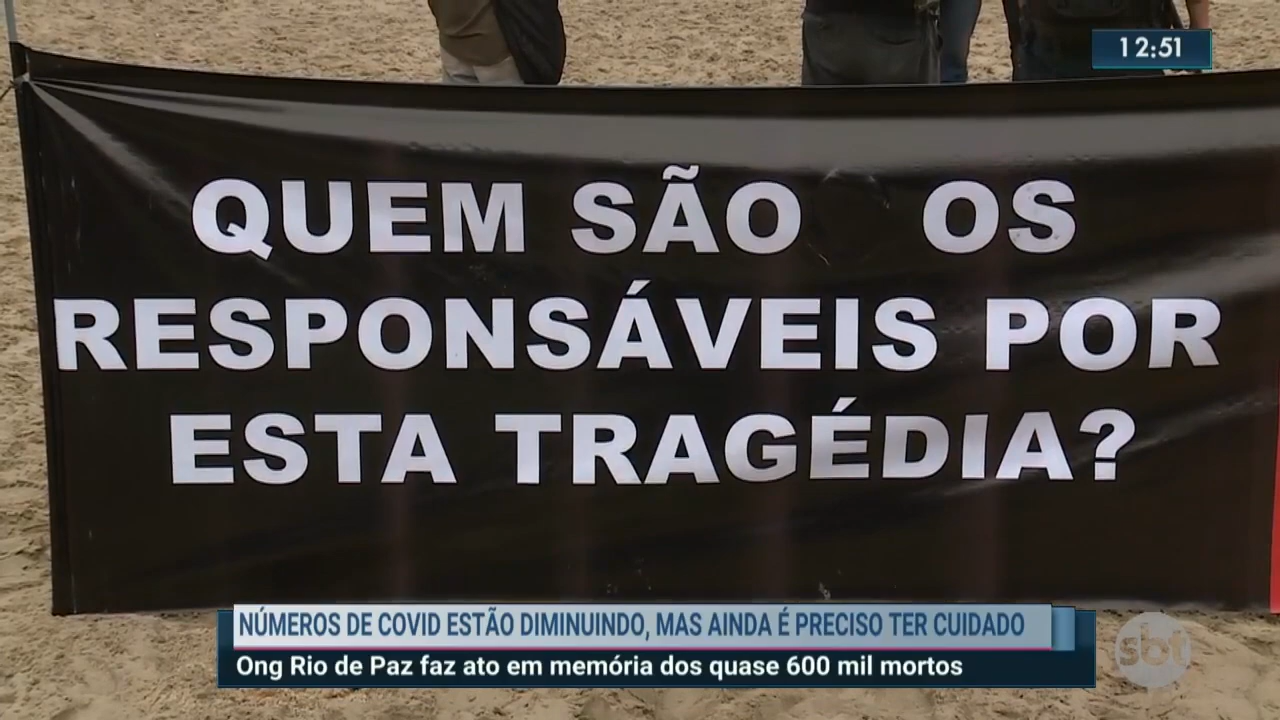 12:51
QUEM SÃO OS
RESPONSÁVEIS POR
ESTA TRAGÉDIA?
NÚMEROS DE COVID ESTÃO DIMINUINDO, MAS AINDA É PRECISO TER CUIDADO
Ong Rio de Paz faz ato em memória dos quase 600 mil mortos
sbt